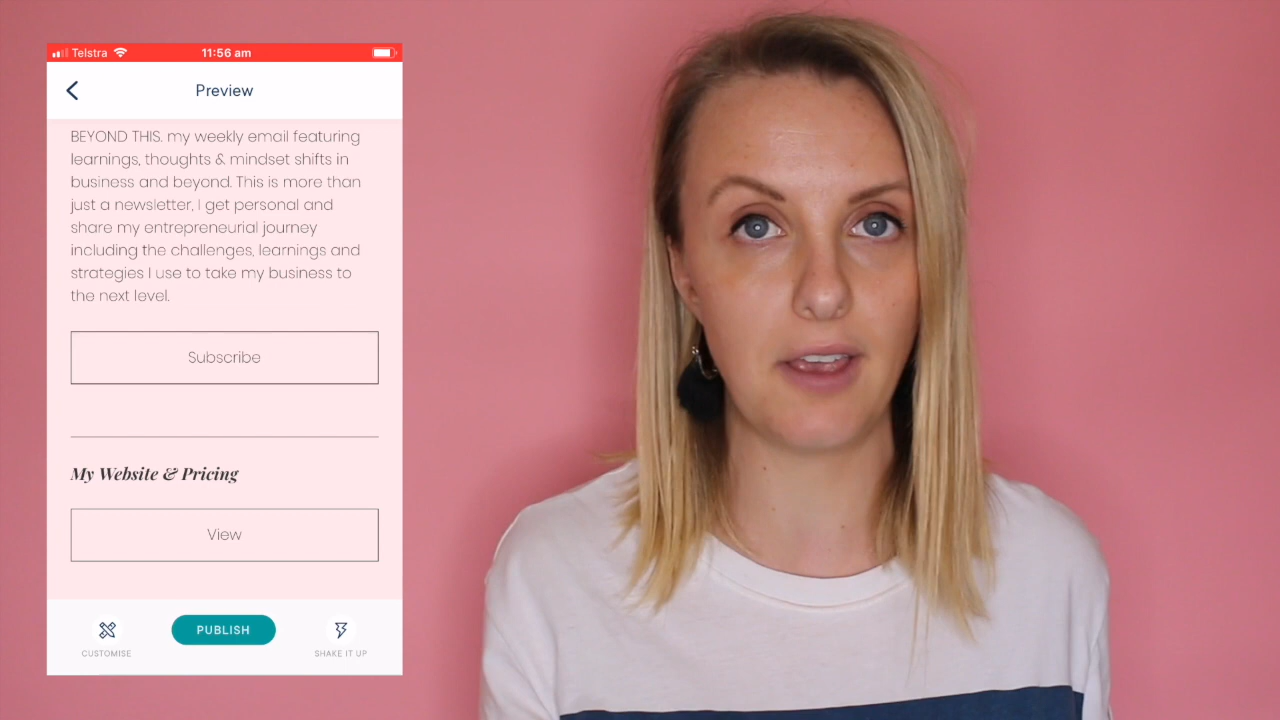 Telstra 11:56 am
Preview
BEYOND THIS. my weekly email featuring
learnings, thoughts & mindset shifts in
business and beyond. This is more than
just a newsletter, I get personal and
share my entrepreneurial journey
including the challenges, learnings and
strategies I use to take my business to
the next level.
Subscribe
My Website & Pricing
View
PUBLISH
CUSTOMISE SHAKE IT UP